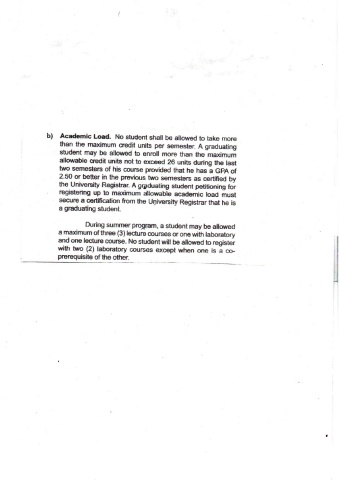 b) Academic Load. No student shall be allowed to take more
than the maximum credit units per semester. A graduating
student may be allowed to enroll more than the maximum
allowable credit units not to exceed 26 units during the last
two semesters of his course provided that he has a GPA of
2.50 or better in the previous two semesters as certified by
the University Registrar. A graduating student petitioning for
registering up to maximum allowable academic load must
secure a certification from the University Registrar that he is
a graduating student.
During summer program, a student may be allowed
a maximum of three (3) lecture courses or one with laboratory
and one lecture course. No student will be allowed to register
with two (2) laboratory courses except when one is a co-
prerequisite of the other.